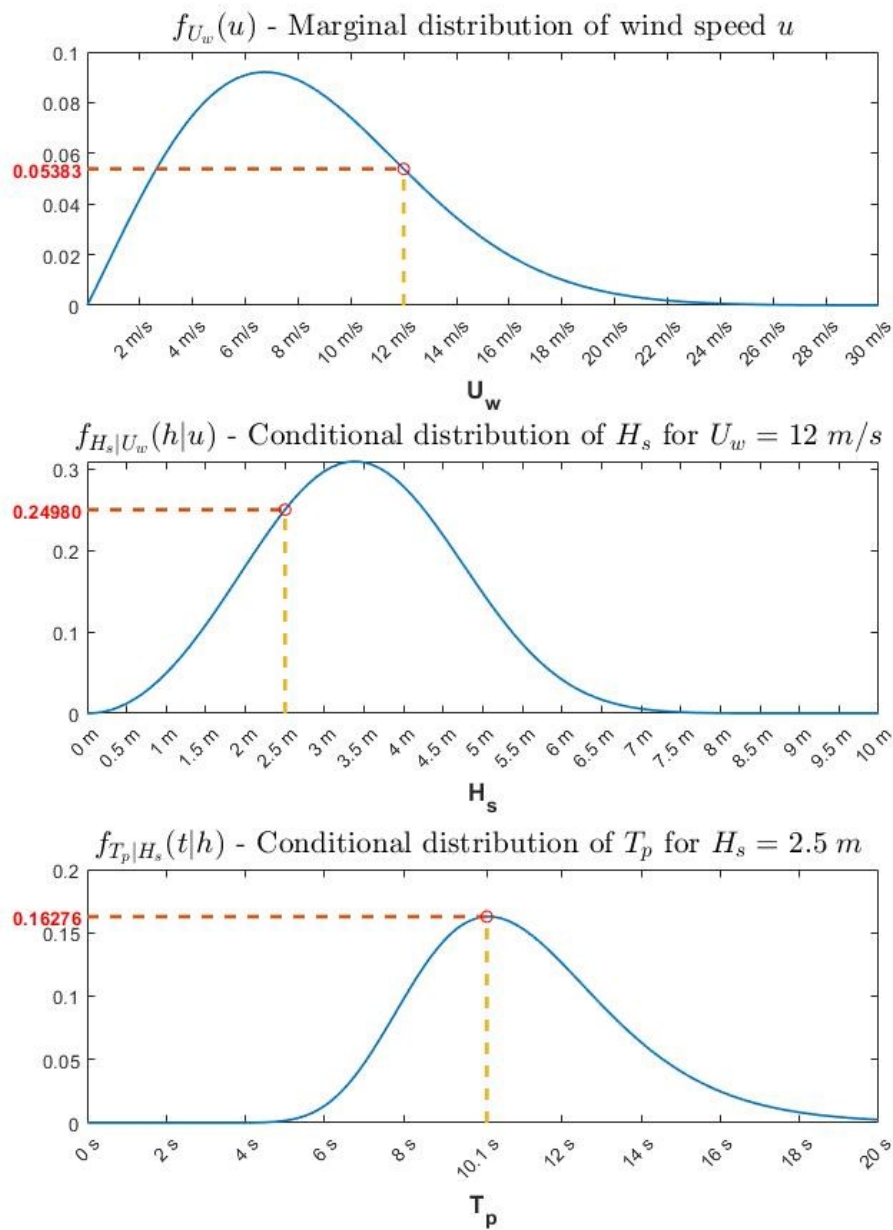 f_{U_w}(u) - Marginal distribution of wind speed u
0.1
0.08
0.06
0.05383
0.04
0.02
0
2 m/s 4 m/s 6 m/s 8 m/s 10 m/s 12 m/s 14 m/s 16 m/s 18 m/s 20 m/s 22 m/s 24 m/s 26 m/s 28 m/s 30 m/s
U_w
f_{H_s|U_w}(h|u) - Conditional distribution of H_s for U_w = 12 m/s
0.3
0.24980
0.2
0.1
0
0 m 0.5 m 1 m 1.5 m 2 m 2.5 m 3 m 3.5 m 4 m 4.5 m 5 m 5.5 m 6 m 6.5 m 7 m 7.5 m 8 m 8.5 m 9 m 9.5 m 10 m
H_s
f_{T_p|H_s}(t|h) - Conditional distribution of T_p for H_s = 2.5 m
0.2
0.16276
0.15
0.1
0.05
0
0 s 2 s 4 s 6 s 8 s 10.1 s 12 s 14 s 16 s 18 s 20 s
T_p